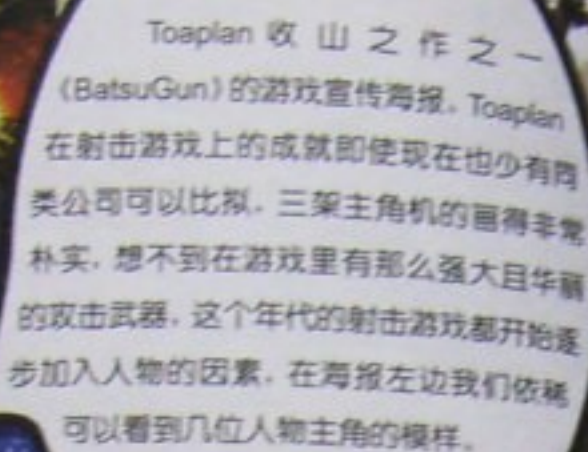 Toaplan 收山之作之一
《BatsuGun》的游戏宣传海报。Toaplan
在射击游戏上的成就即使现在也少有同
类公司可以比拟。三架主角机的画得非常
朴实，想不到在游戏里有那么强大且华丽
的攻击武器，这个年代的射击游戏都开始逐
步加入人物的因素，在海报左边我们依稀
可以看到几位人物主角的模样。